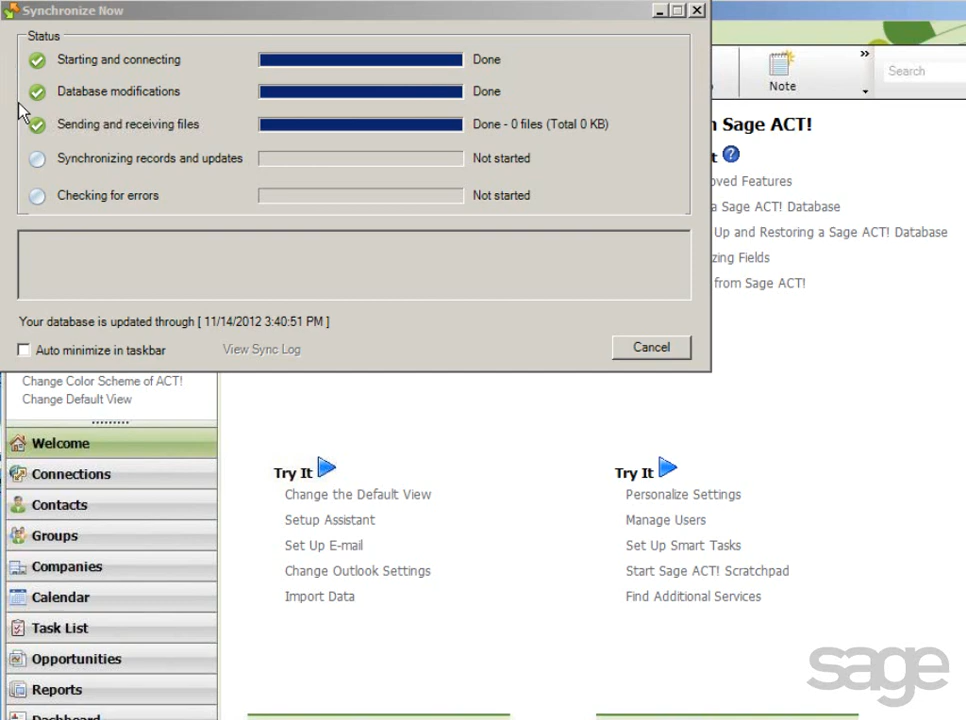 Synchronize Now
Status
Starting and connecting Done
Database modifications Done
Sending and receiving files Done - 0 files (Total 0 KB)
Synchronizing records and updates Not started
Checking for errors Not started
Your database is updated through [ 11/14/2012 3:40:51 PM ]
Auto minimize in taskbar View Sync Log Cancel
Note
Search
Sage ACT!
oved Features
a Sage ACT! Database
Up and Restoring a Sage ACT! Database
zing Fields
from Sage ACT!
Change Color Scheme of ACT!
Change Default View
Welcome
Connections
Contacts
Groups
Companies
Calendar
Task List
Opportunities
Reports
Dashboard
Try It
Change the Default View
Setup Assistant
Set Up E-mail
Change Outlook Settings
Import Data
Try It
Personalize Settings
Manage Users
Set Up Smart Tasks
Start Sage ACT! Scratchpad
Find Additional Services
sage